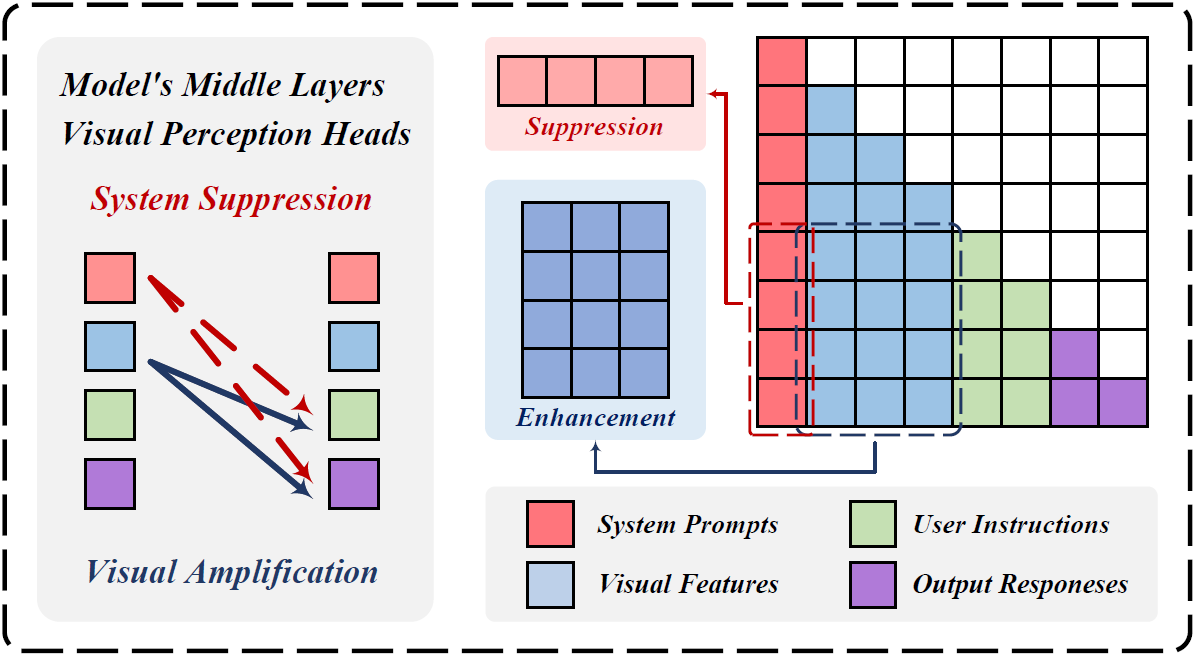 Model's Middle Layers
Visual Perception Heads
System Suppression
Visual Amplification
Suppression
Enhancement
System Prompts
User Instructions
Visual Features
Output Responeses